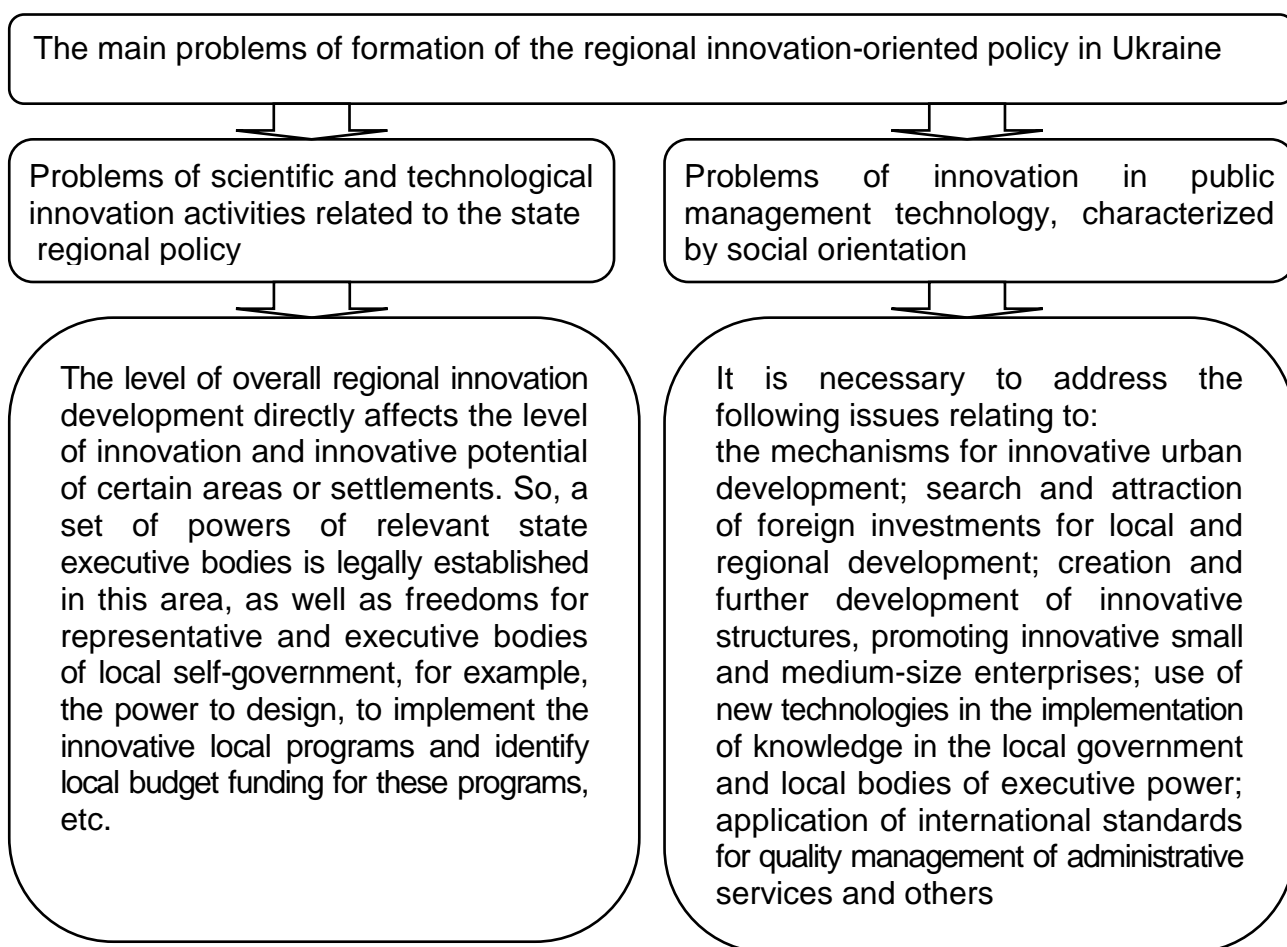 The main problems of formation of the regional innovation-oriented policy in Ukraine
Problems of scientific and technological
innovation activities related to the state
regional policy
Problems of innovation in public
management technology, characterized
by social orientation
The level of overall regional innovation
development directly affects the level
of innovation and innovative potential
of certain areas or settlements. So, a
set of powers of relevant state
executive bodies is legally established
in this area, as well as freedoms for
representative and executive bodies
of local self-government, for example,
the power to design, to implement the
innovative local programs and identify
local budget funding for these programs,
etc.
It is necessary to address the
following issues relating to:
the mechanisms for innovative urban
development; search and attraction
of foreign investments for local and
regional development; creation and
further development of innovative
structures, promoting innovative small
and medium-size enterprises; use of
new technologies in the implementation
of knowledge in the local government
and local bodies of executive power;
application of international standards
for quality management of administrative
services and others